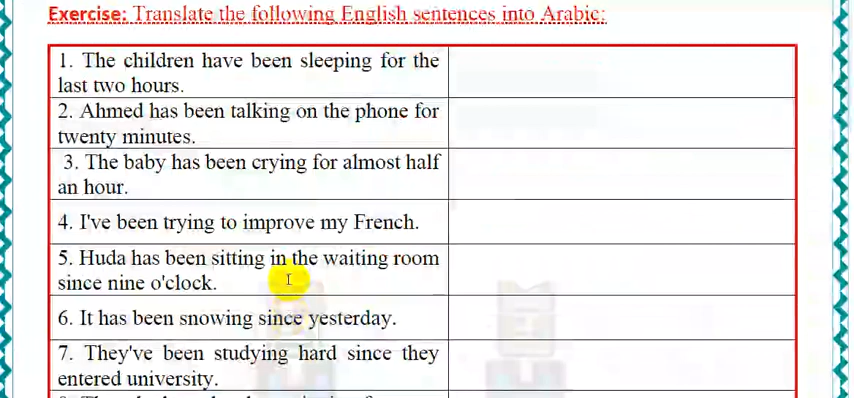 Exercise: Translate the following English sentences into Arabic:
1. The children have been sleeping for the
last two hours.
2. Ahmed has been talking on the phone for
twenty minutes.
3. The baby has been crying for almost half
an hour.
4. I've been trying to improve my French.
5. Huda has been sitting in the waiting room
since nine o'clock.
6. It has been snowing since yesterday.
7. They've been studying hard since they
entered university.